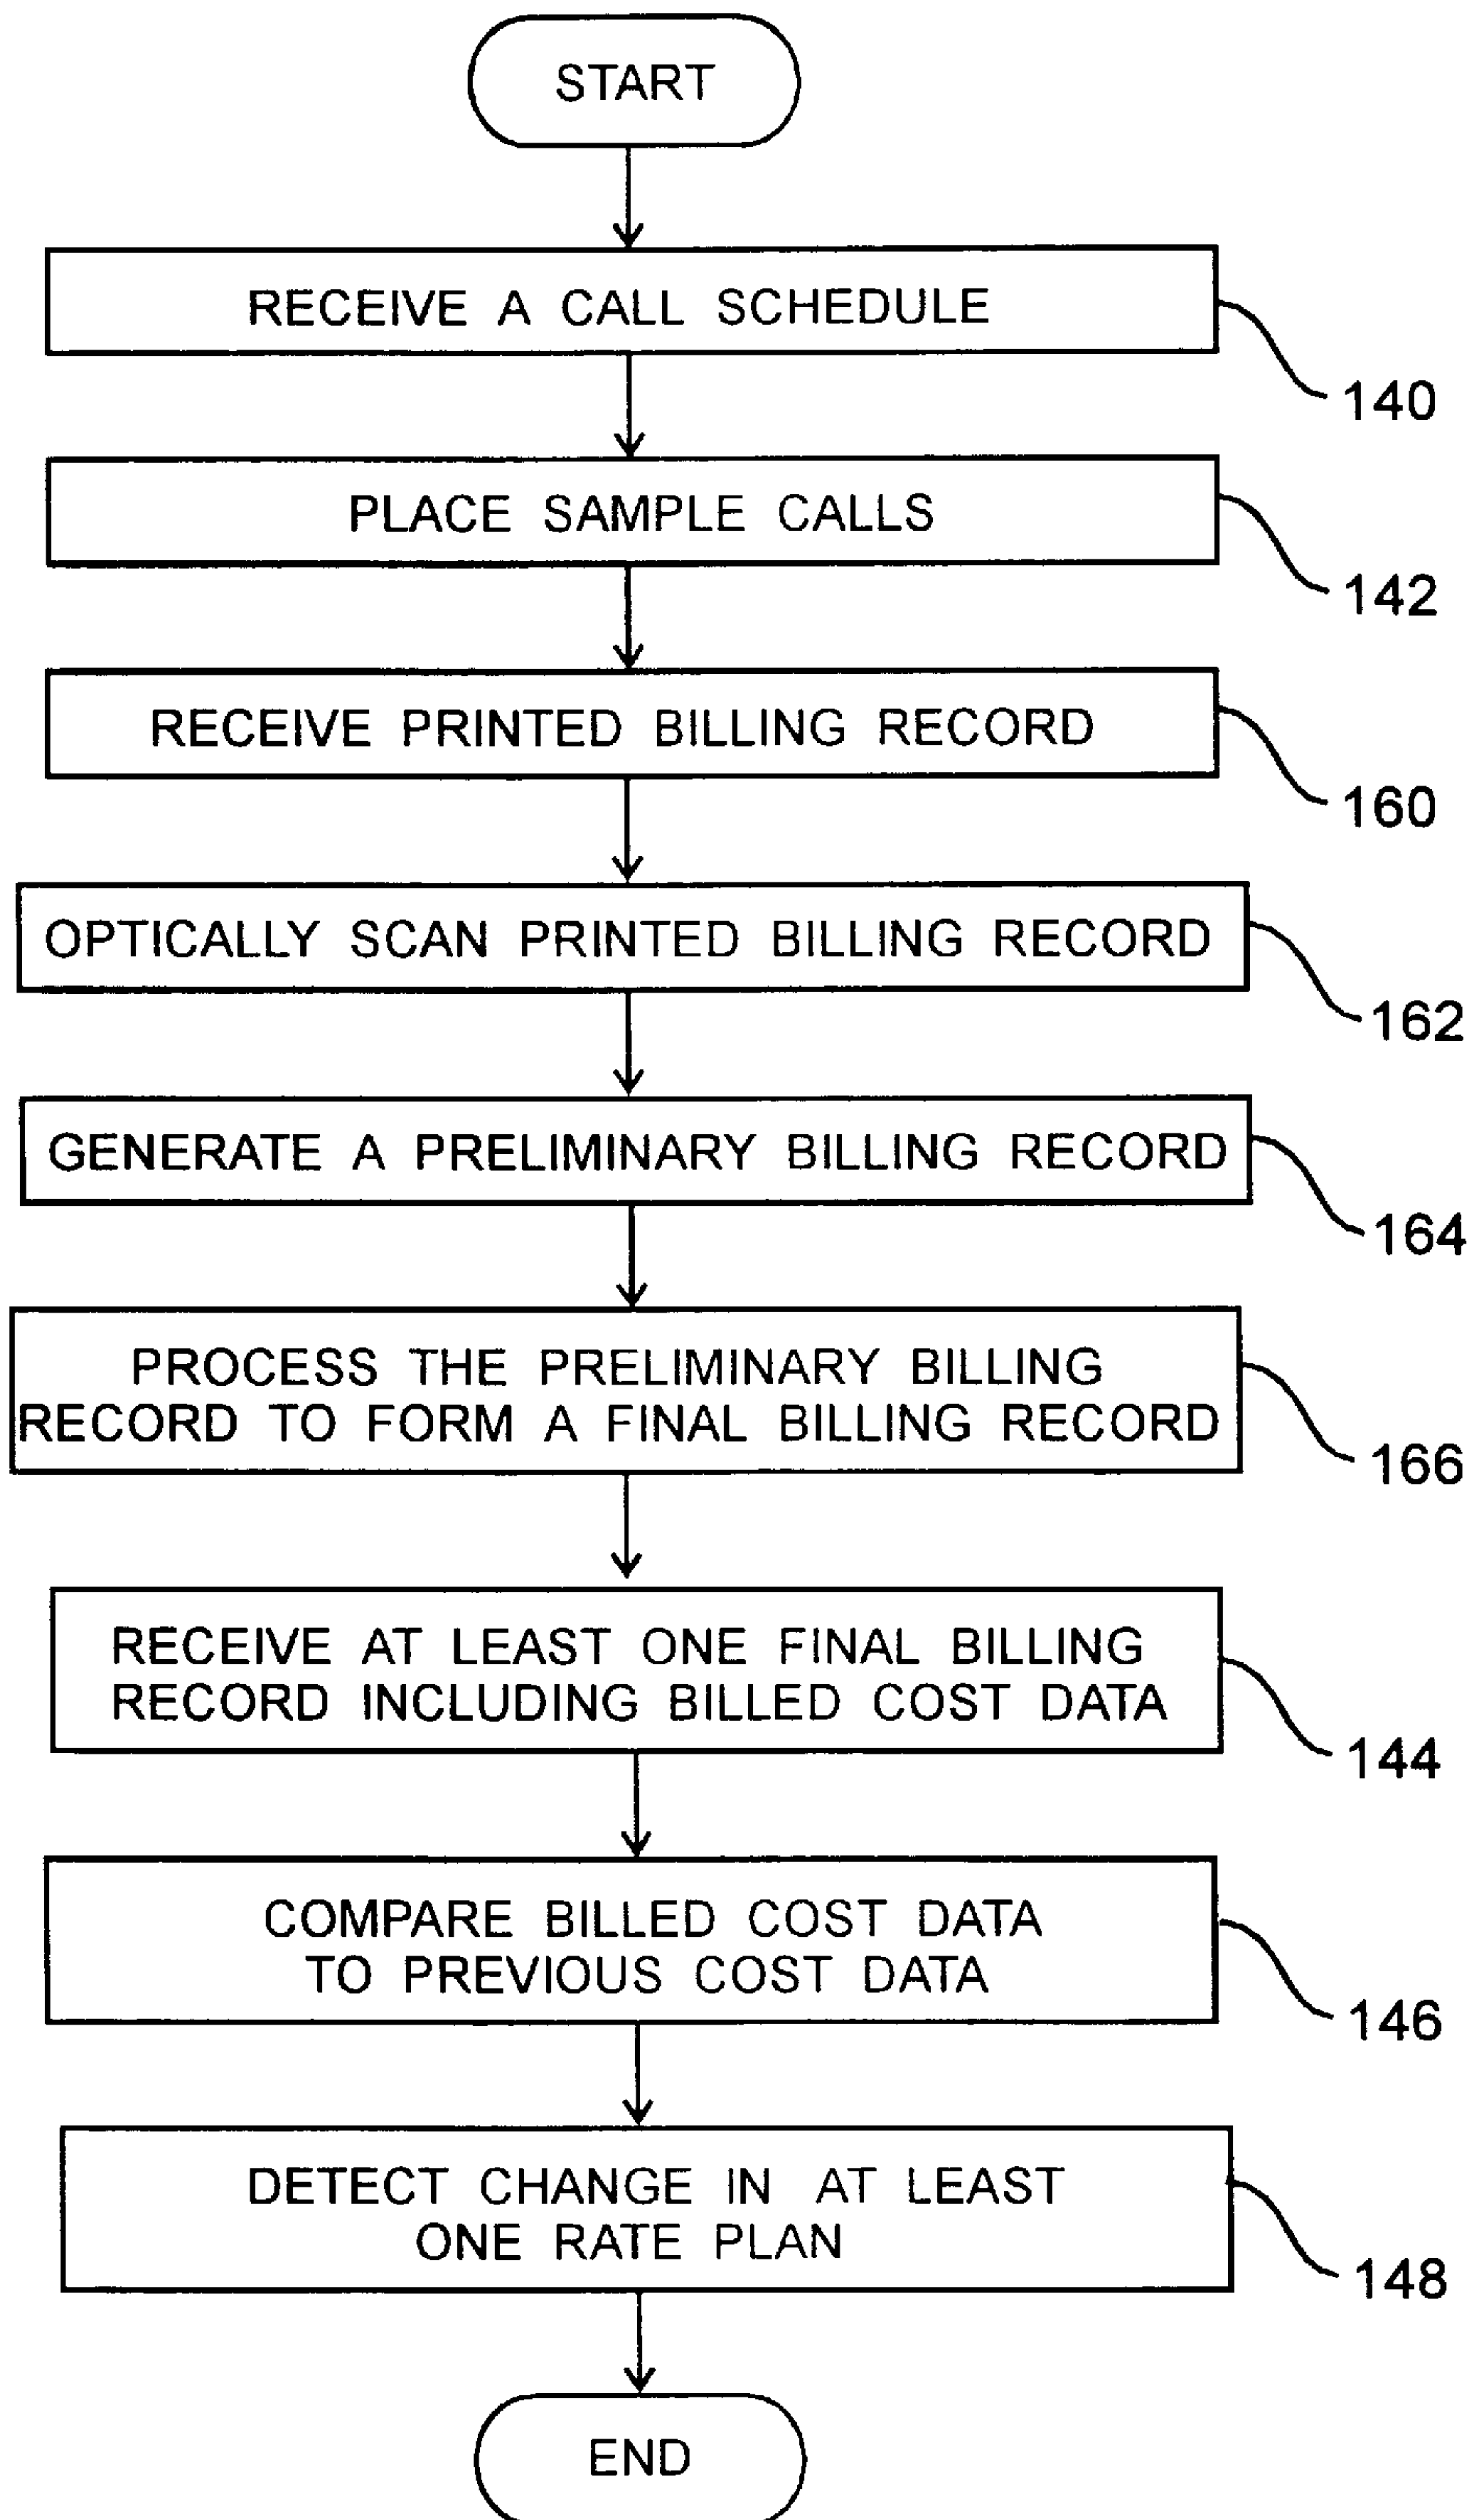 START
RECEIVE A CALL SCHEDULE
140
PLACE SAMPLE CALLS
142
RECEIVE PRINTED BILLING RECORD
160
OPTICALLY SCAN PRINTED BILLING RECORD
162
GENERATE A PRELIMINARY BILLING RECORD
164
PROCESS THE PRELIMINARY BILLING
RECORD TO FORM A FINAL BILLING RECORD
166
RECEIVE AT LEAST ONE FINAL BILLING
RECORD INCLUDING BILLED COST DATA
144
COMPARE BILLED COST DATA
TO PREVIOUS COST DATA
146
DETECT CHANGE IN AT LEAST
ONE RATE PLAN
148
END